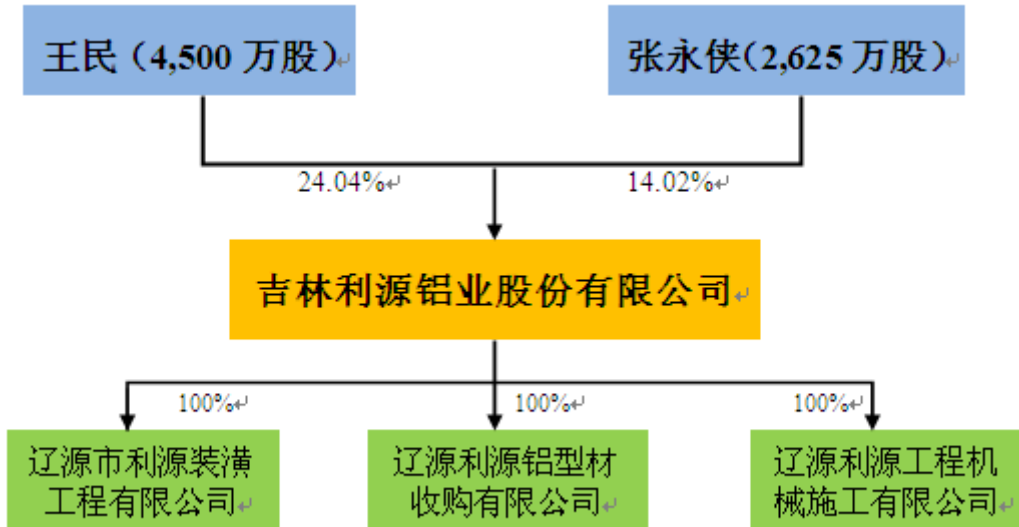 王民（4,500 万股）
张永侠（2,625 万股）
24.04%
14.02%
吉林利源铝业股份有限公司
100%
100%
100%
辽源市利源装潢
工程有限公司
辽源利源铝型材
收购有限公司
辽源利源工程机
械施工有限公司